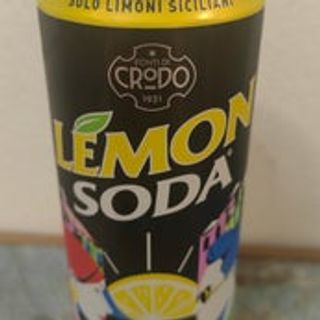 SOLO LIMONI SICILIANI
FONTI DI
CRODO
1931
LEMON
SODA